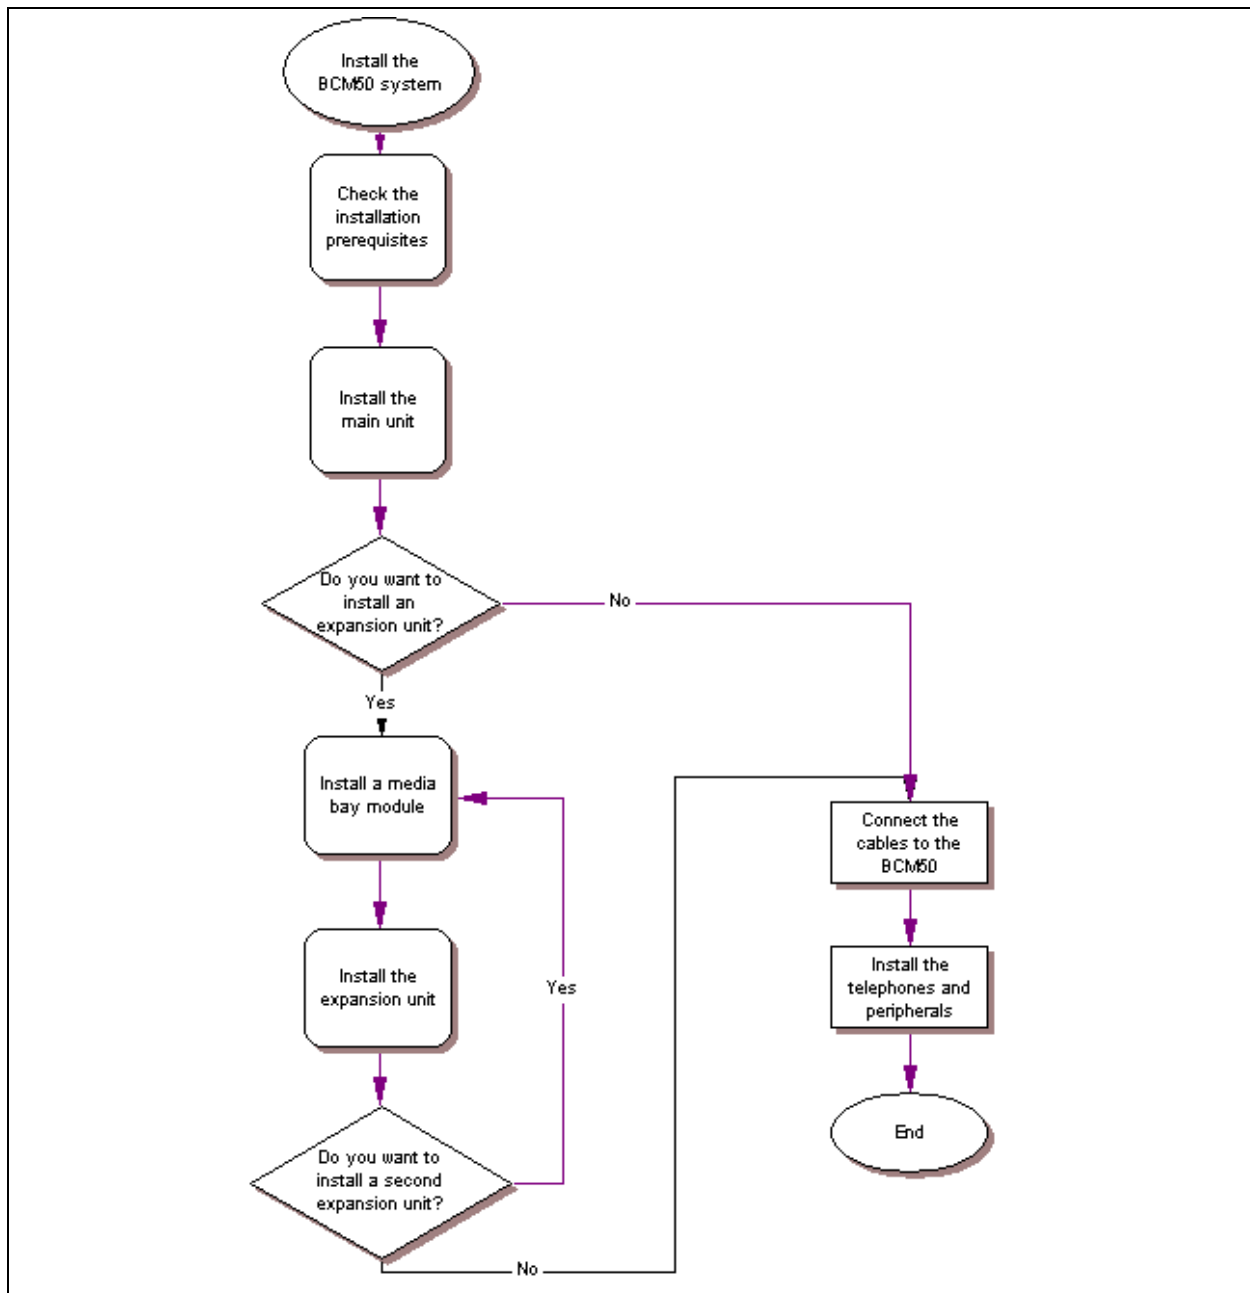 Install the
BCM50 system
Check the
installation
prerequisites
Install the
main unit
Do you want to
install an
expansion unit?
No
Yes
Install a media
bay module
Install the
expansion unit
Yes
Do you want to
install a second
expansion unit?
No
Connect the
cables to the
BCM50
Install the
telephones and
peripherals
End